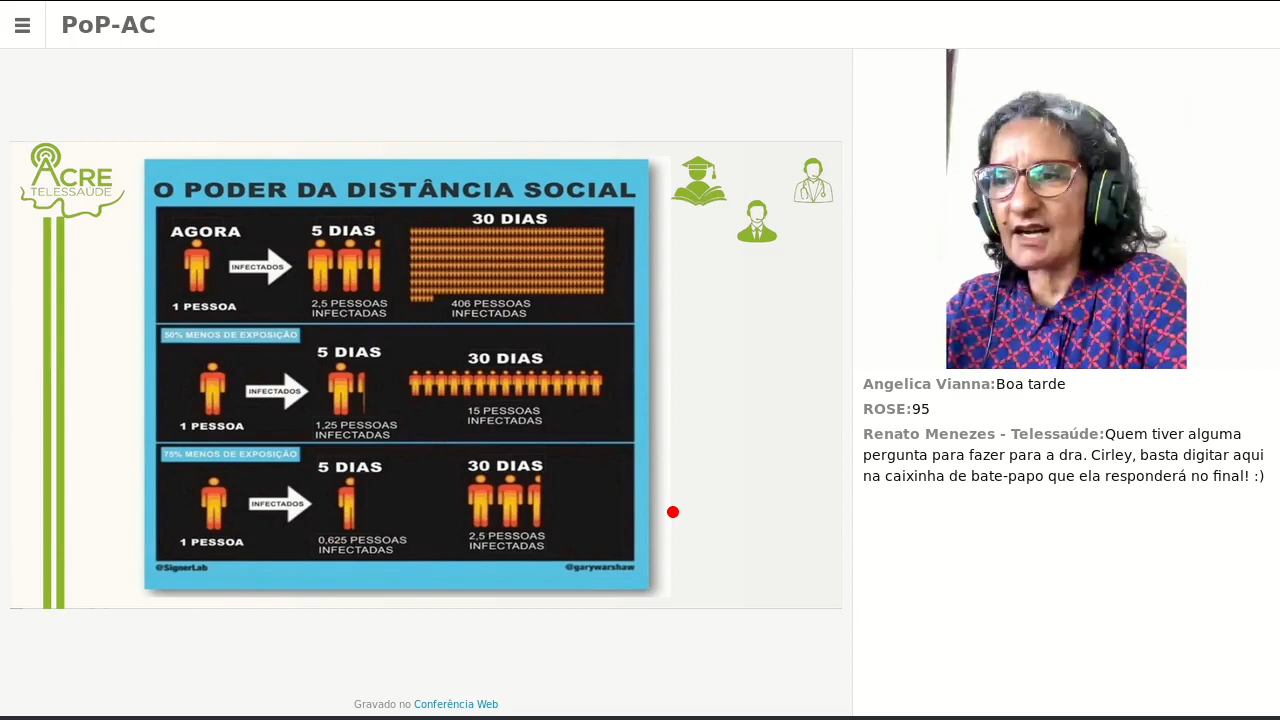 PoP-AC
ACRE
TELESSAÚDE
O PODER DA DISTÂNCIA SOCIAL
AGORA
INFECTADOS
1 PESSOA
5 DIAS
2,5 PESSOAS
INFECTADAS
30 DIAS
406 PESSOAS
INFECTADAS
50% MENOS DE EXPOSIÇÃO
INFECTADOS
1 PESSOA
5 DIAS
1,25 PESSOAS
INFECTADAS
30 DIAS
15 PESSOAS
INFECTADAS
75% MENOS DE EXPOSIÇÃO
INFECTADOS
1 PESSOA
5 DIAS
0,625 PESSOAS
INFECTADAS
30 DIAS
2,5 PESSOAS
INFECTADAS
@SignerLab
@garywarshaw
Angelica Vianna:Boa tarde
ROSE:95
Renato Menezes - Telessaúde:Quem tiver alguma
pergunta para fazer para a dra. Cirley, basta digitar aqui
na caixinha de bate-papo que ela responderá no final! :)
Gravado no Conferência Web